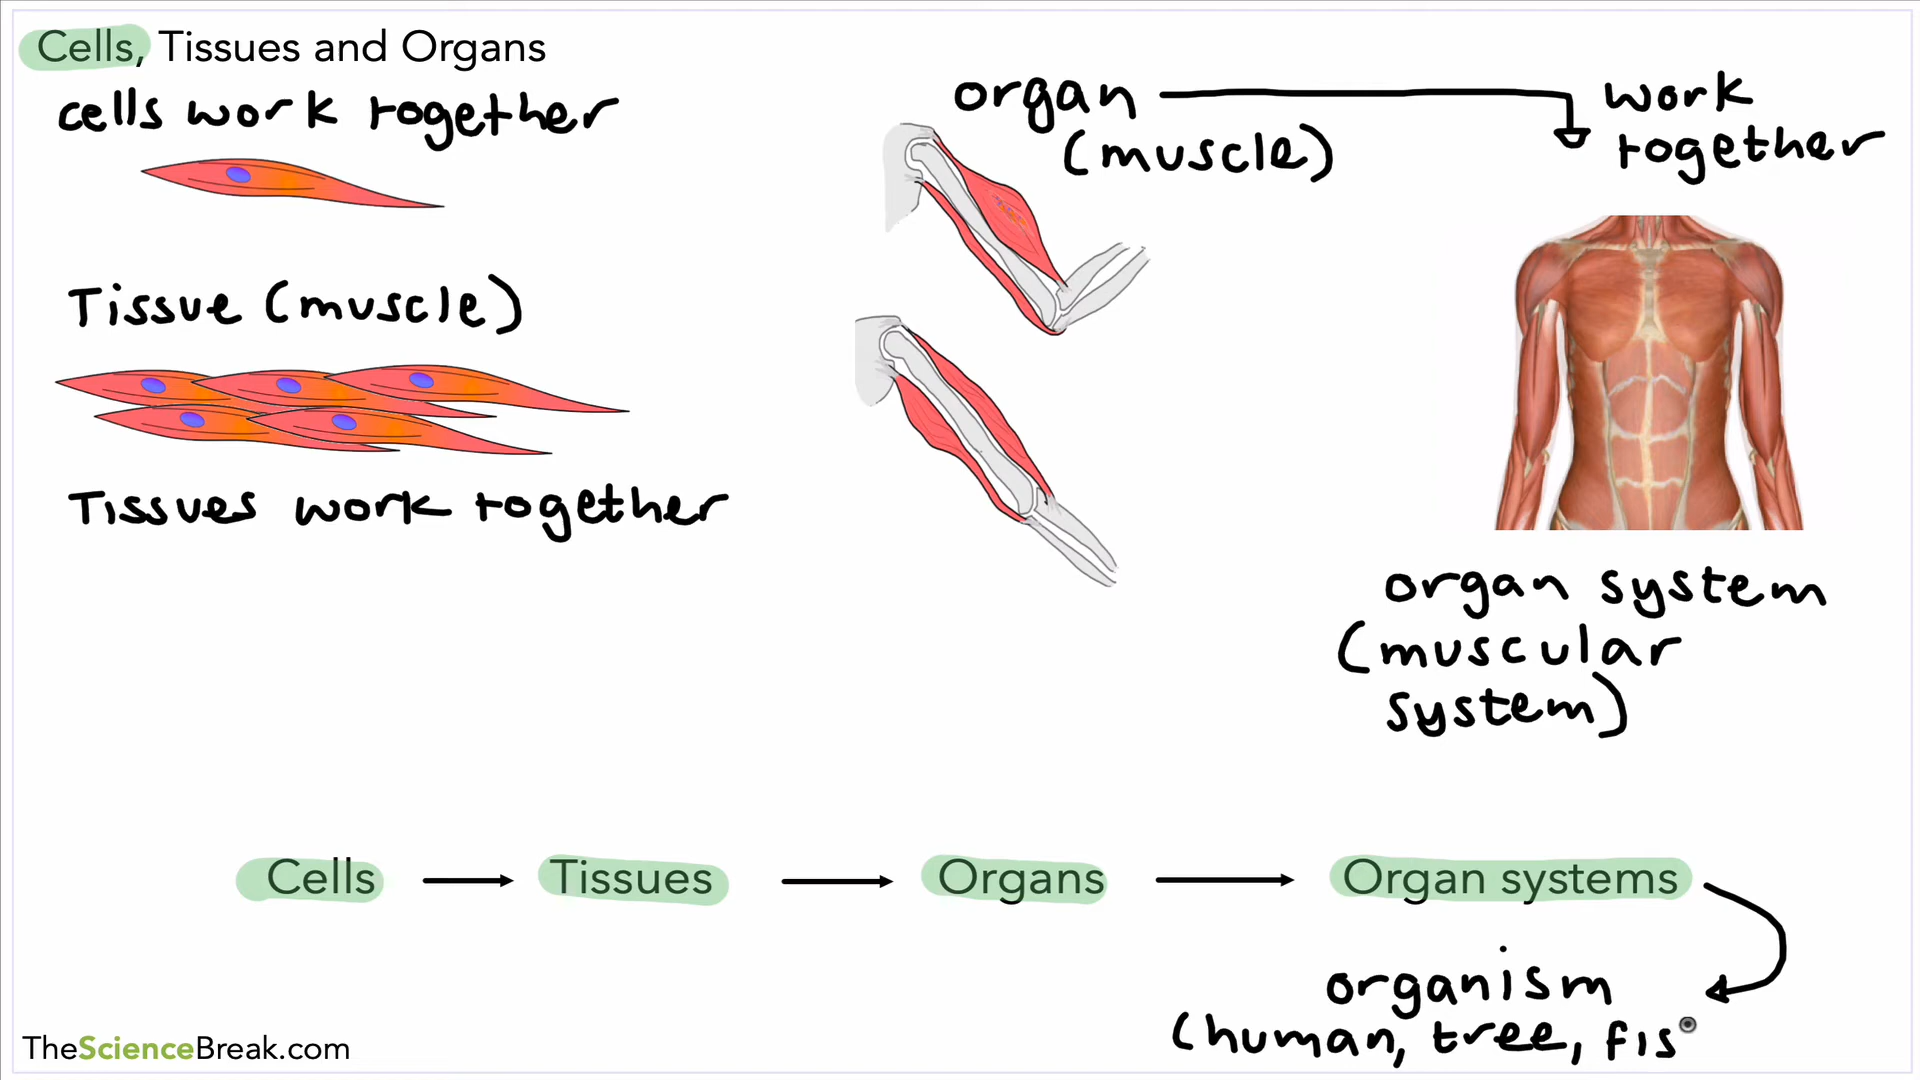 Cells, Tissues and Organs
cells work together
Tissue (muscle)
Tissues work together
organ
(muscle)
work
together
organ system
(muscular
system)
Cells → Tissues → Organs → Organ systems
organism
(human, tree, fis
TheScienceBreak.com